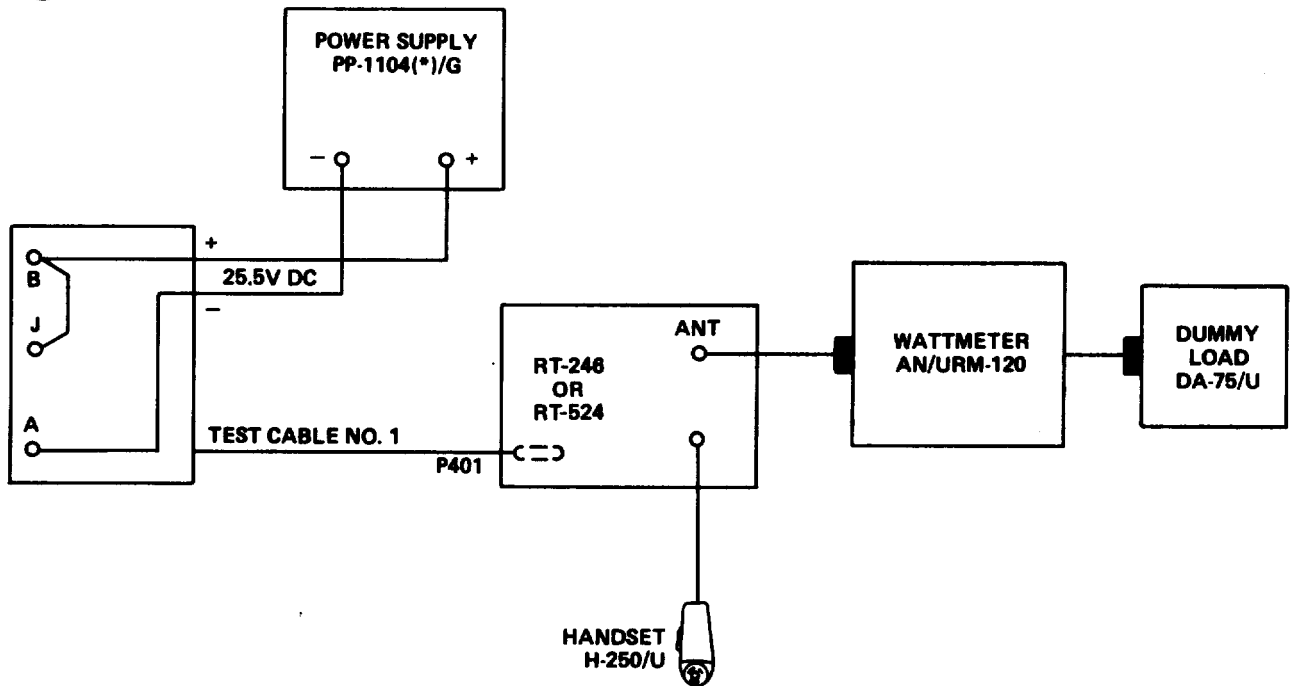 POWER SUPPLY
PP-1104(*)/G
− +
B
J
A
+
25.5V DC
−
TEST CABLE NO. 1
P401
RT-246
OR
RT-524
ANT
WATTMETER
AN/URM-120
DUMMY
LOAD
DA-75/U
HANDSET
H-250/U